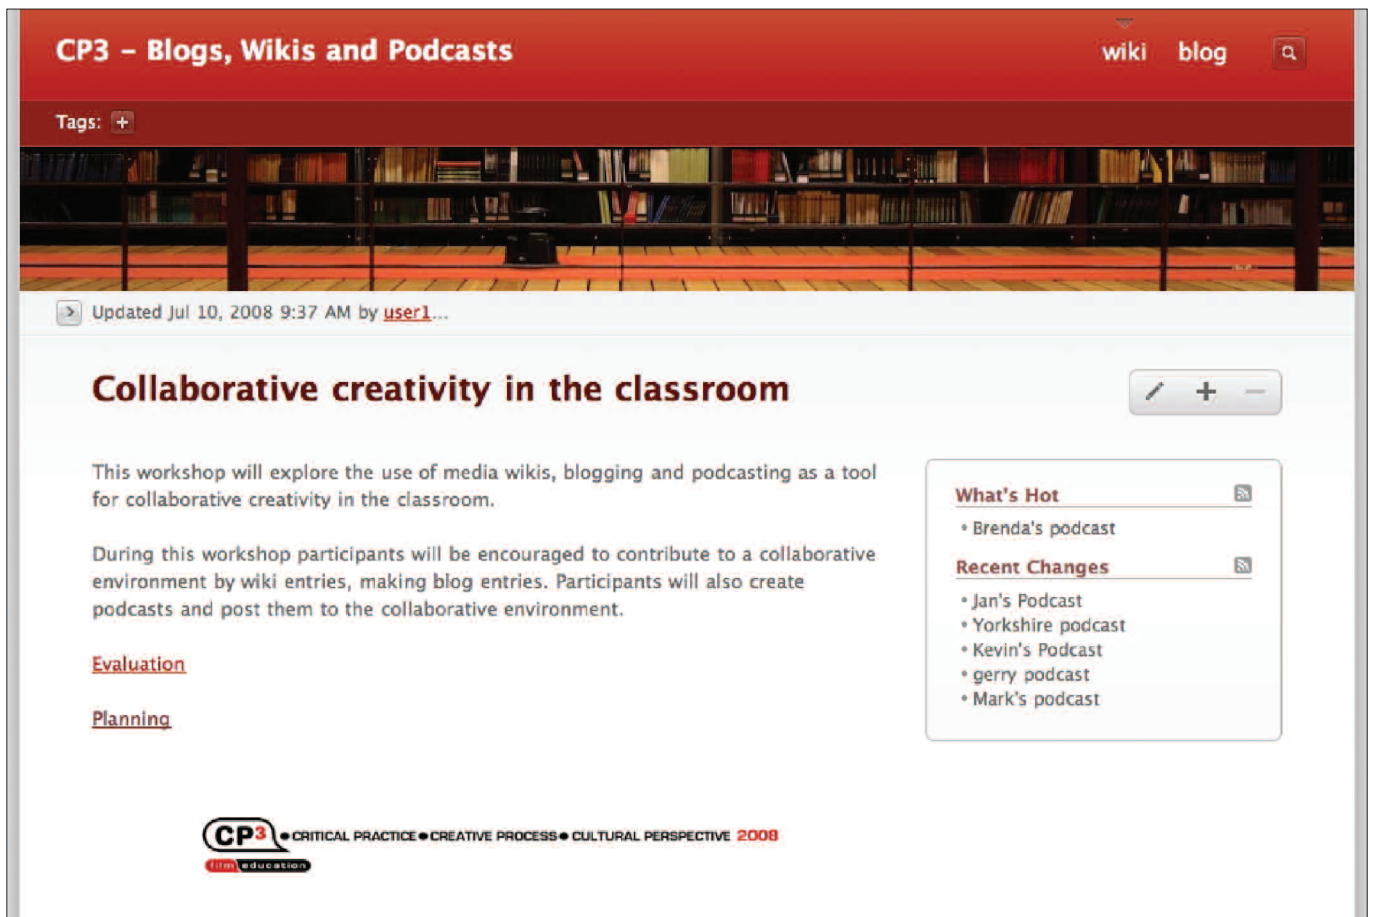 CP3 – Blogs, Wikis and Podcasts
wiki blog
Tags:
Updated Jul 10, 2008 9:37 AM by user1...
Collaborative creativity in the classroom
This workshop will explore the use of media wikis, blogging and podcasting as a tool
for collaborative creativity in the classroom.
During this workshop participants will be encouraged to contribute to a collaborative
environment by wiki entries, making blog entries. Participants will also create
podcasts and post them to the collaborative environment.
Evaluation
Planning
What's Hot
• Brenda's podcast
Recent Changes
• Jan's Podcast
• Yorkshire podcast
• Kevin's Podcast
• gerry podcast
• Mark's podcast
CP3 • CRITICAL PRACTICE • CREATIVE PROCESS • CULTURAL PERSPECTIVE 2008
film education